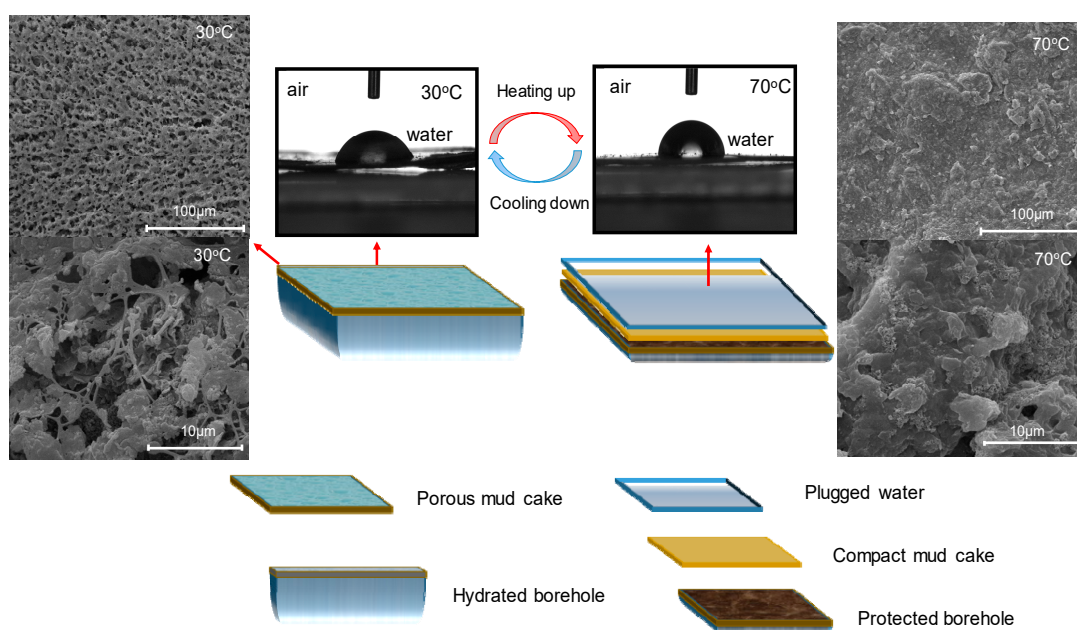 30°C
100µm
30°C
10µm
air
30°C
water
Heating up
Cooling down
air
70°C
water
70°C
100µm
70°C
10µm
Porous mud cake
Plugged water
Compact mud cake
Hydrated borehole
Protected borehole